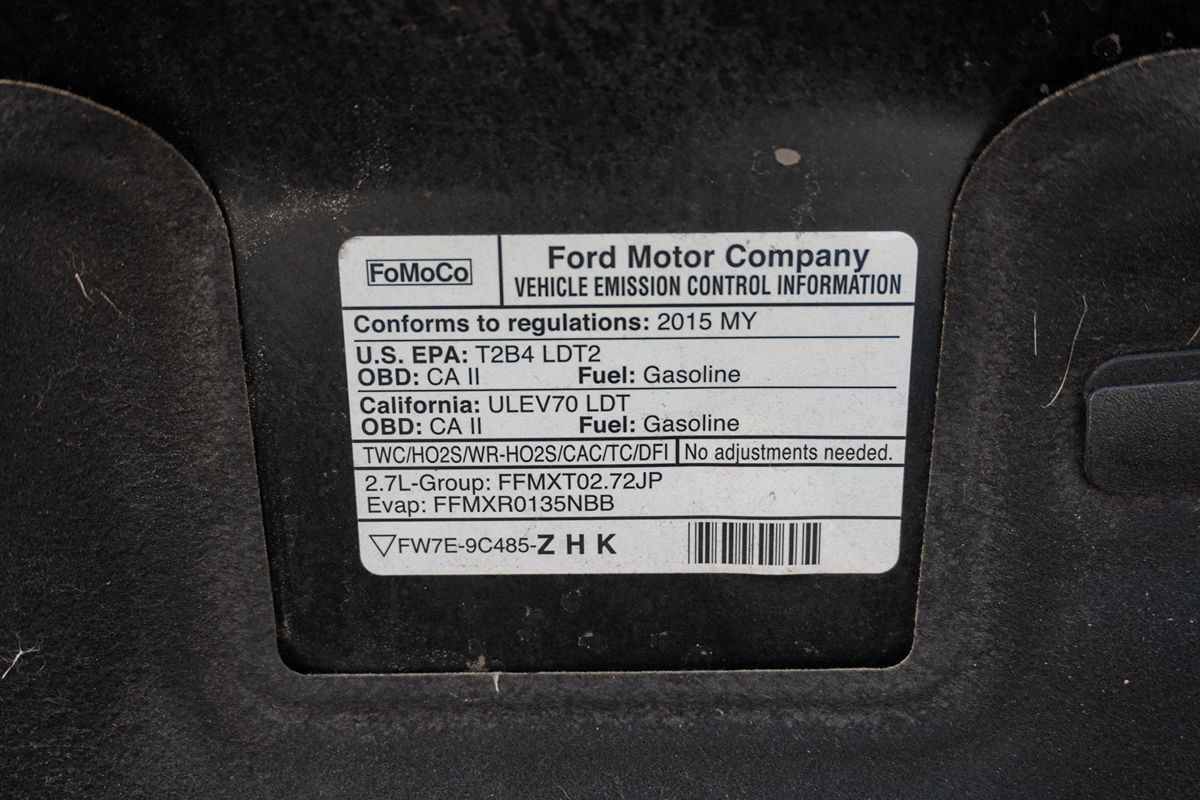 FoMoCo
Ford Motor Company
VEHICLE EMISSION CONTROL INFORMATION
Conforms to regulations: 2015 MY
U.S. EPA: T2B4 LDT2
OBD: CA II Fuel: Gasoline
California: ULEV70 LDT
OBD: CA II Fuel: Gasoline
TWC/HO2S/WR-HO2S/CAC/TC/DFI No adjustments needed.
2.7L-Group: FFMXT02.72JP
Evap: FFMXR0135NBB
▽FW7E-9C485-ZHK